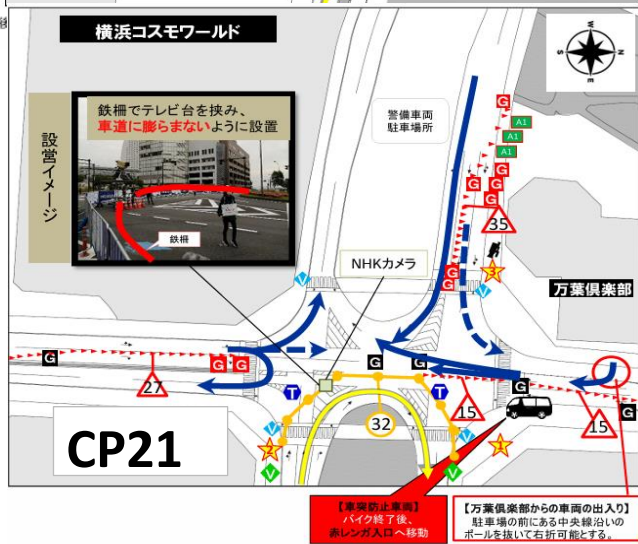 後
横浜コスモワールド
設営イメージ
鉄柵でテレビ台を挟み、
車道に膨らまないように設置
鉄柵
警備車両
駐車場所
W
S
N
E
G
A1
A1
A1
G
G
G
G
35
G
G
3
V
V
NHKカメラ
万葉倶楽部
G
G
G
27
G
G
G
T
T
32
15
15
G
V
V
2
1
V
V
CP21
【車突防止車両】
バイク終了後、
赤レンガ入口へ移動
【万葉倶楽部からの車両の出入り】
駐車場の前にある中央線沿いの
ポールを抜いて右折可能とする。